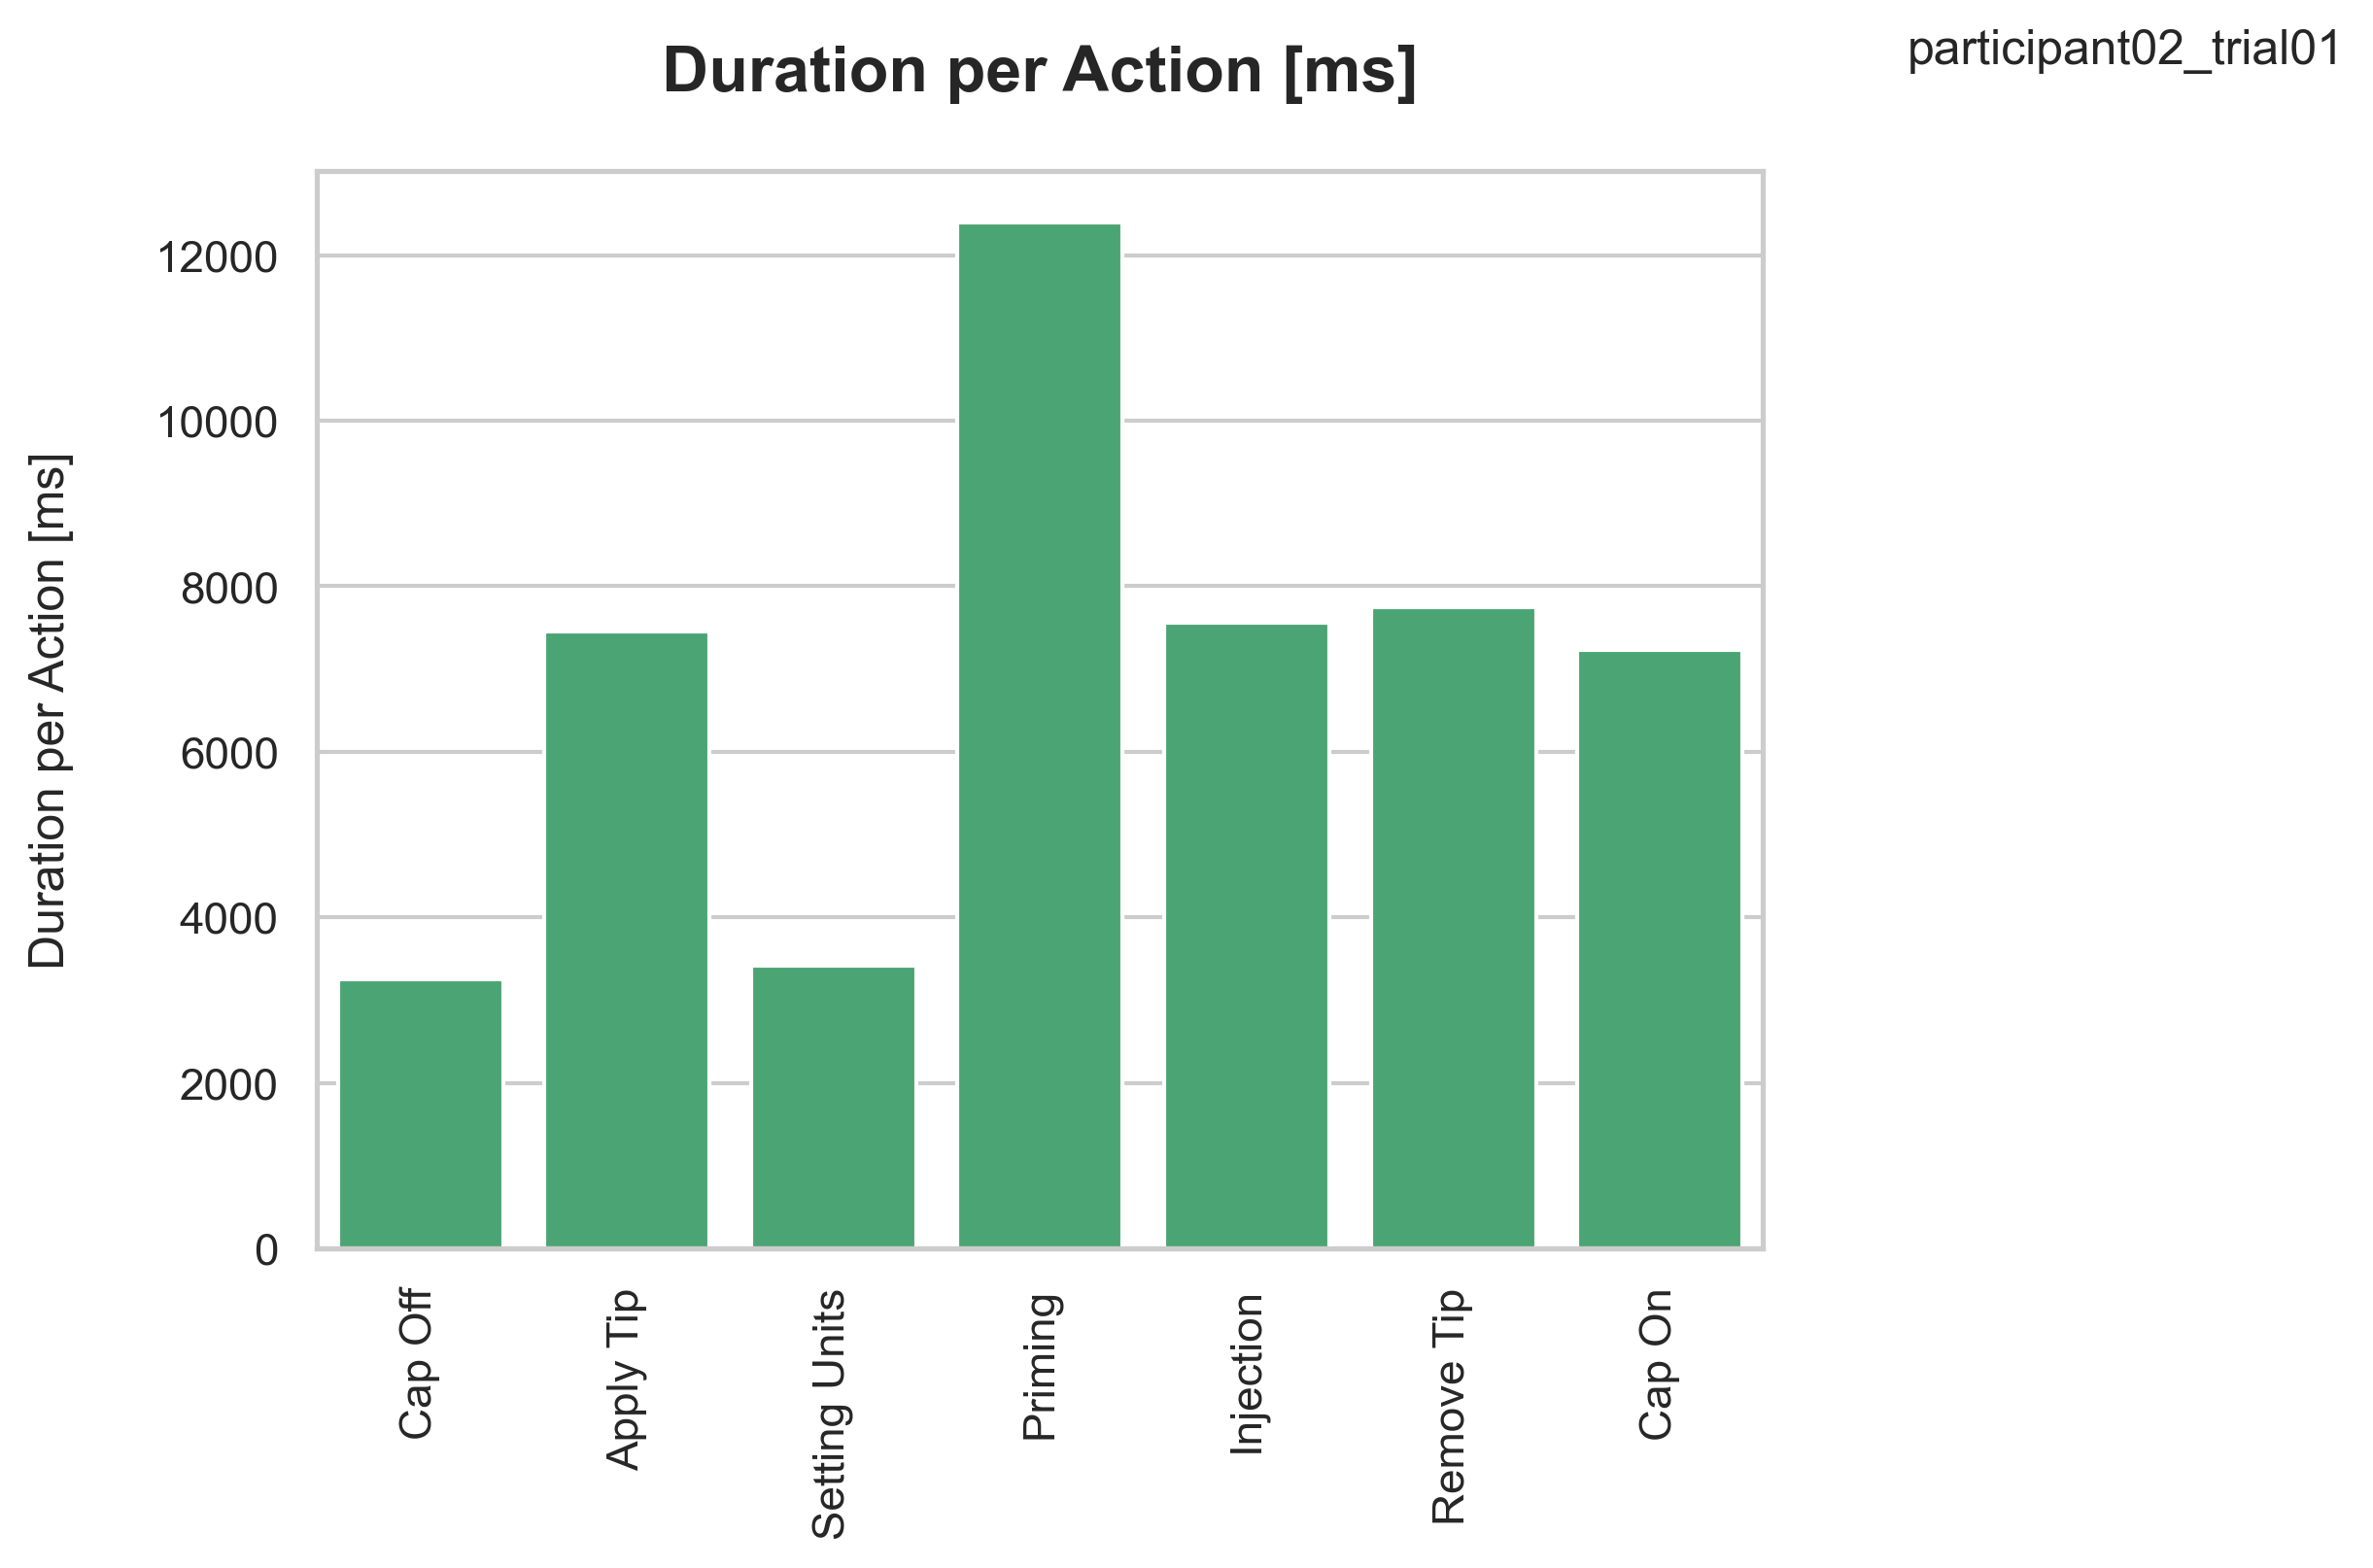 Duration per Action [ms]
participant02_trial01
Duration per Action [ms]
12000
10000
8000
6000
4000
2000
0
Cap Off
Apply Tip
Setting Units
Priming
Injection
Remove Tip
Cap On